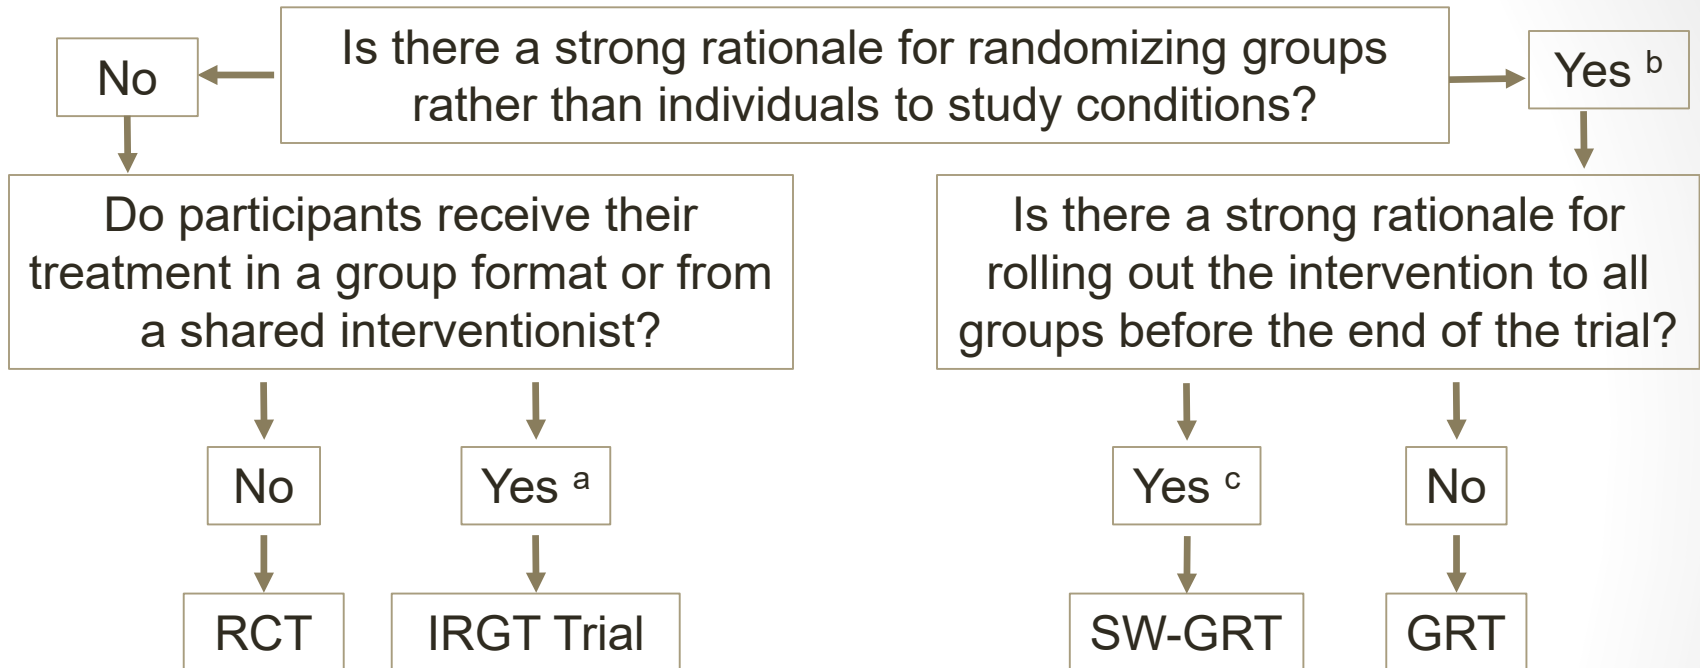 Is there a strong rationale for randomizing groups
rather than individuals to study conditions?
No
Yes b
Do participants receive their
treatment in a group format or from
a shared interventionist?
Is there a strong rationale for
rolling out the intervention to all
groups before the end of the trial?
No
Yes a
Yes c
No
RCT
IRGT Trial
SW-GRT
GRT